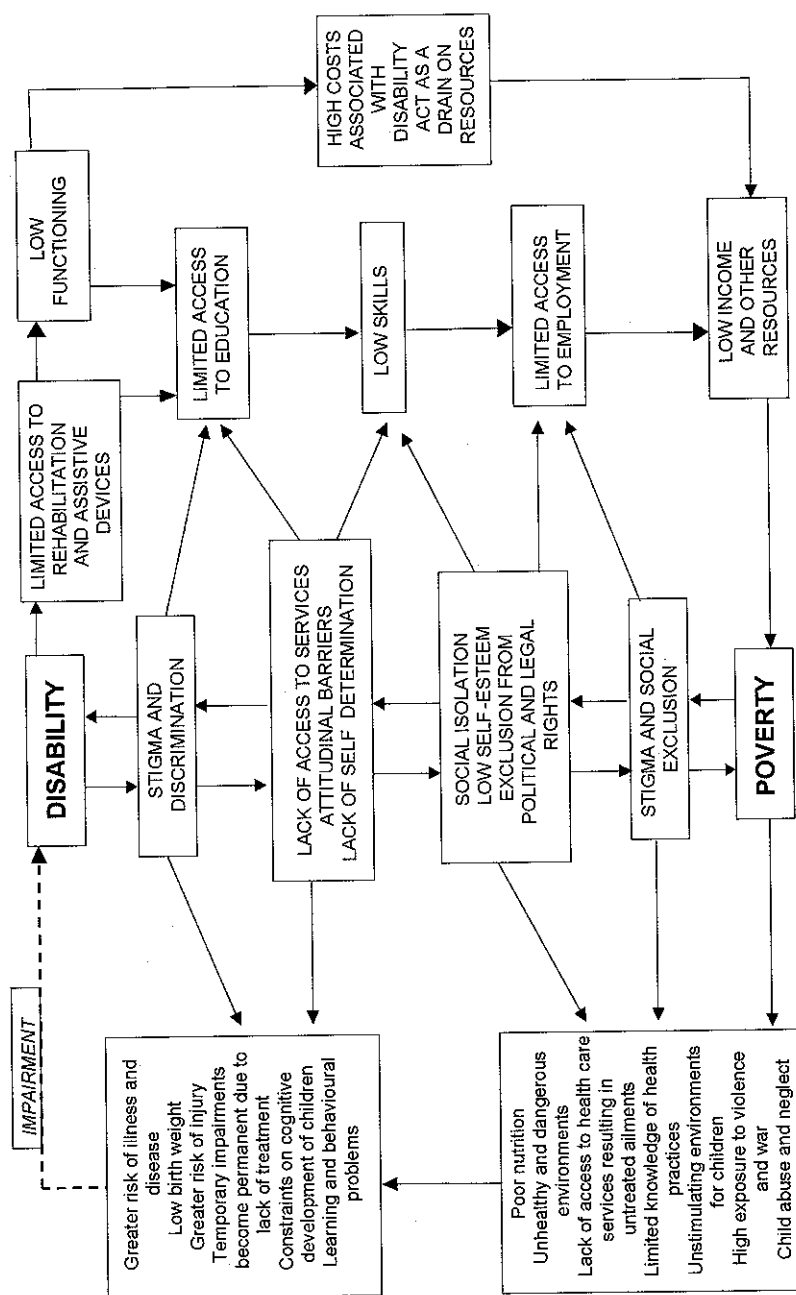 IMPAIRMENT
DISABILITY
LIMITED ACCESS TO
REHABILITATION
AND ASSISTIVE
DEVICES
LOW
FUNCTIONING
Greater risk of illness and
disease
Low birth weight
Greater risk of injury
Temporary impairments
become permanent due to
lack of treatment
Constraints on cognitive
development of children
Learning and behavioural
problems
STIGMA AND
DISCRIMINATION
LIMITED ACCESS
TO EDUCATION
LACK OF ACCESS TO SERVICES
ATTITUDINAL BARRIERS
LACK OF SELF DETERMINATION
LOW SKILLS
HIGH COSTS
ASSOCIATED
WITH
DISABILITY
ACT AS A
DRAIN ON
RESOURCES
SOCIAL ISOLATION
LOW SELF-ESTEEM
EXCLUSION FROM
POLITICAL AND LEGAL
RIGHTS
LIMITED ACCESS
TO EMPLOYMENT
Poor nutrition
Unhealthy and dangerous
environments
Lack of access to health care
services resulting in
untreated ailments
Limited knowledge of health
practices
Unstimulating environments
for children
High exposure to violence
and war
Child abuse and neglect
STIGMA AND SOCIAL
EXCLUSION
POVERTY
LOW INCOME
AND OTHER
RESOURCES